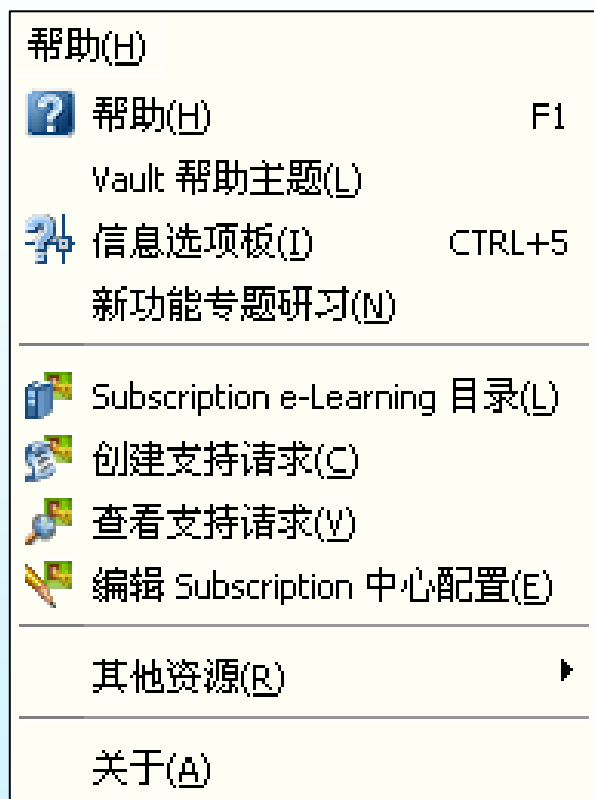 帮助(H)
帮助(H) F1
Vault 帮助主题(L)
信息选项板(I) CTRL+5
新功能专题研习(N)
Subscription e-Learning 目录(L)
创建支持请求(C)
查看支持请求(V)
编辑 Subscription 中心配置(E)
其他资源(R)
关于(A)